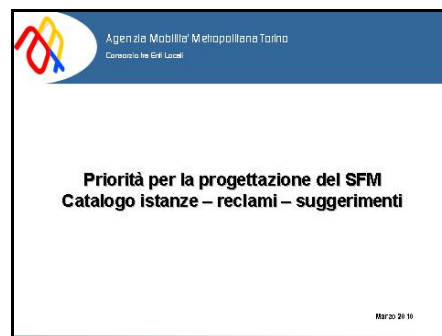 Agenzia Mobilita' Metropolitana Torino
Consorzio tra Enti Locali
Priorità per la progettazione del SFM
Catalogo istanze – reclami – suggerimenti
Marzo 2010